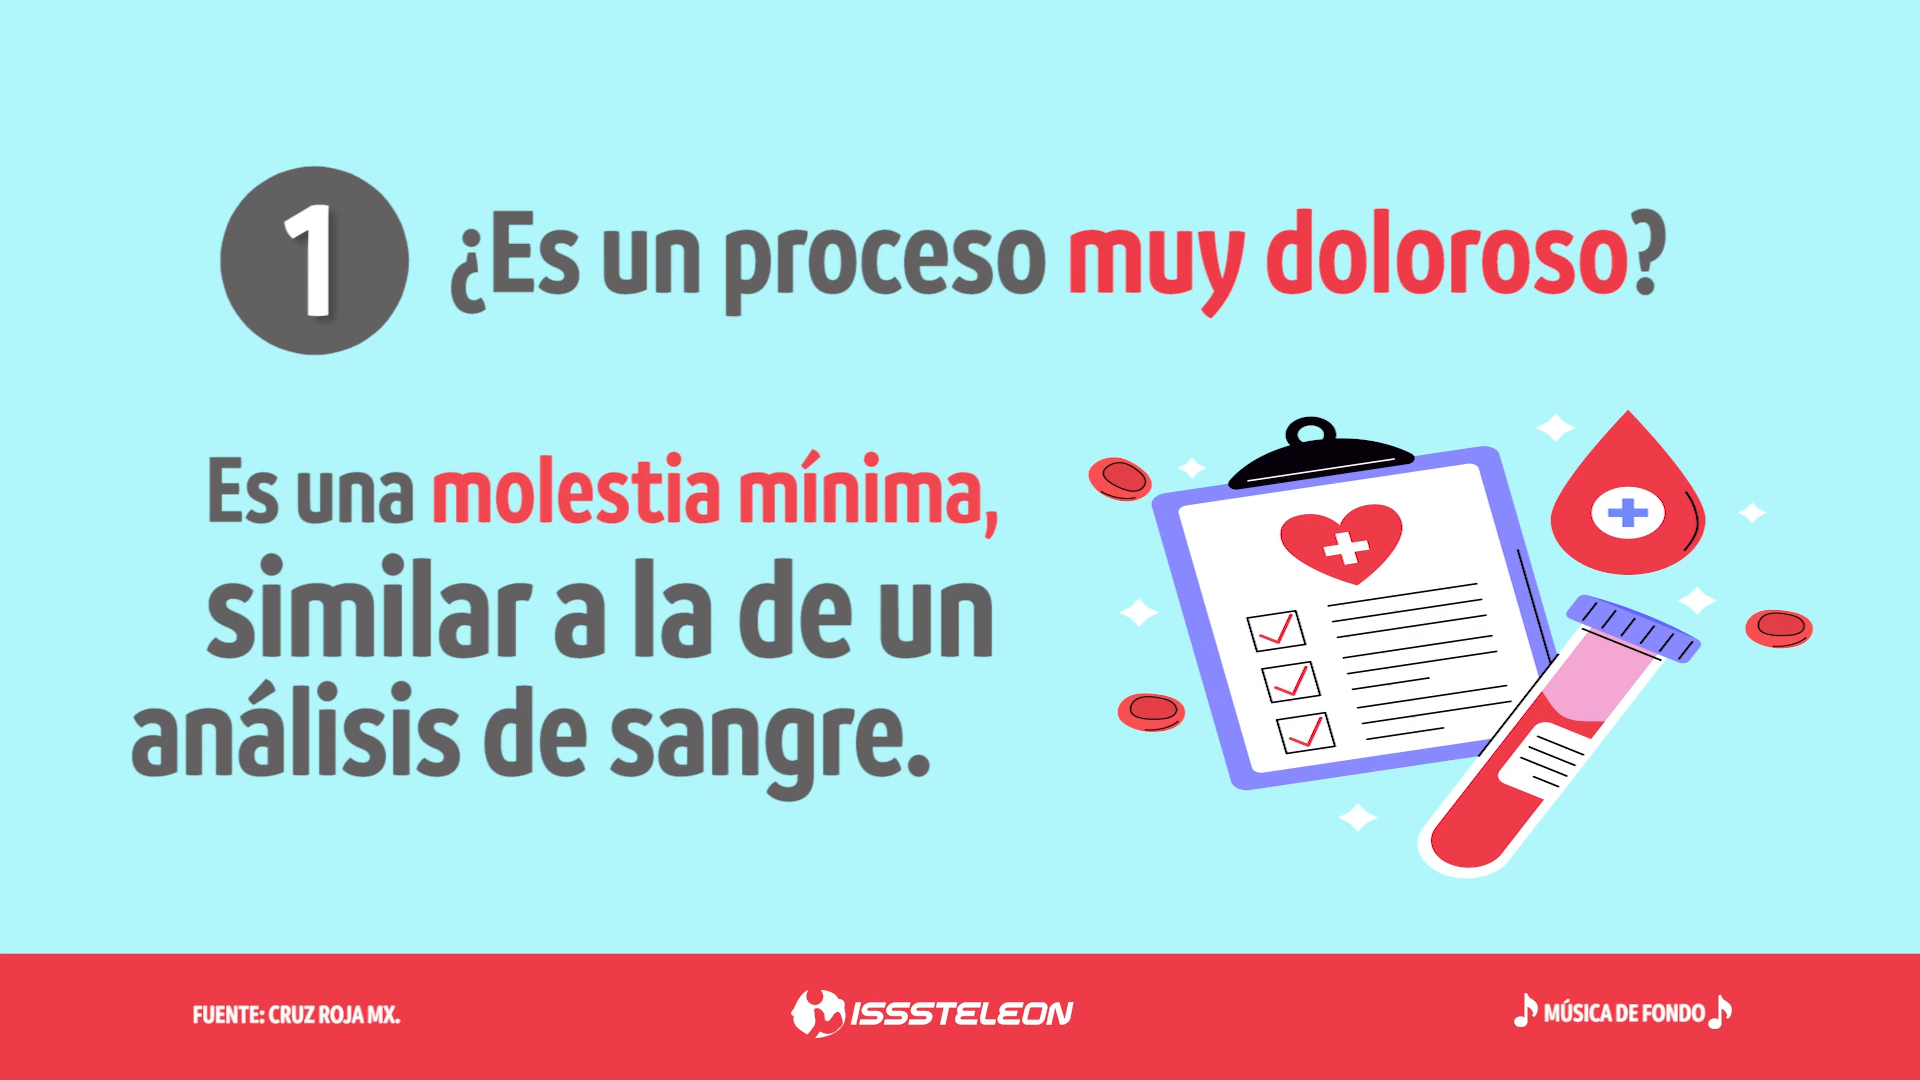 1
¿Es un proceso muy doloroso?
Es una molestia mínima,
similar a la de un
análisis de sangre.
FUENTE: CRUZ ROJA MX.
ISSSTELEON
MÚSICA DE FONDO